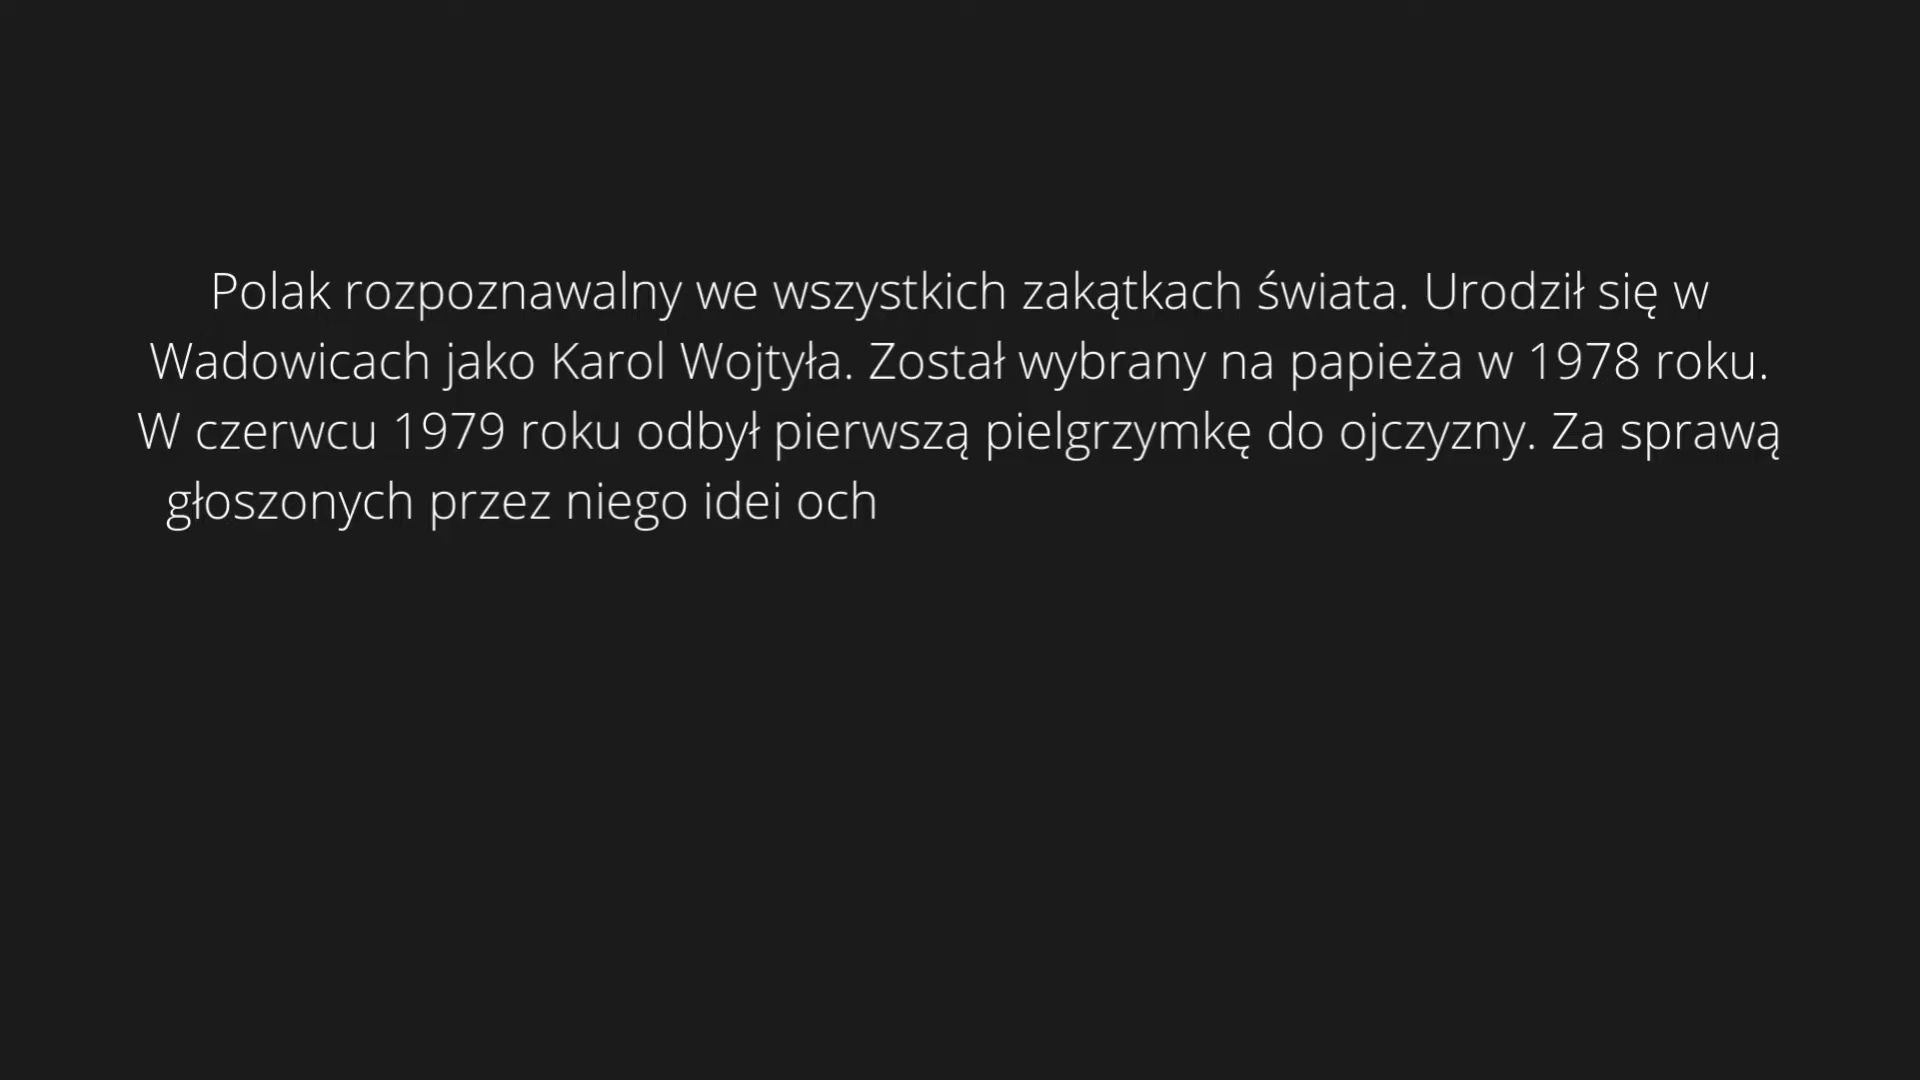 Polak rozpoznawalny we wszystkich zakątkach świata. Urodził się w
Wadowicach jako Karol Wojtyła. Został wybrany na papieża w 1978 roku.
W czerwcu 1979 roku odbył pierwszą pielgrzymkę do ojczyzny. Za sprawą
głoszonych przez niego idei och